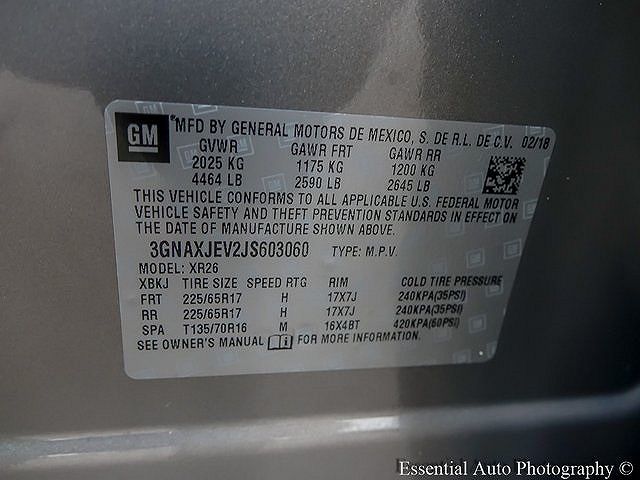 GM
*MFD BY GENERAL MOTORS DE MEXICO, S. DE R.L. DE C.V. 02/18
GVWR GAWR FRT GAWR RR
2025 KG 1175 KG 1200 KG
4464 LB 2590 LB 2645 LB
THIS VEHICLE CONFORMS TO ALL APPLICABLE U.S. FEDERAL MOTOR
VEHICLE SAFETY AND THEFT PREVENTION STANDARDS IN EFFECT ON
THE DATE OF MANUFACTURE SHOWN ABOVE.
3GNAXJEV2JS603060 TYPE: M.P.V.
MODEL: XR26
XBKJ TIRE SIZE SPEED RTG RIM COLD TIRE PRESSURE
FRT 225/65R17 H 17X7J 240KPA(35PSI)
RR 225/65R17 H 17X7J 240KPA(35PSI)
SPA T135/70R16 M 16X4BT 420KPA(60PSI)
SEE OWNER'S MANUAL FOR MORE INFORMATION.
Essential Auto Photography ©